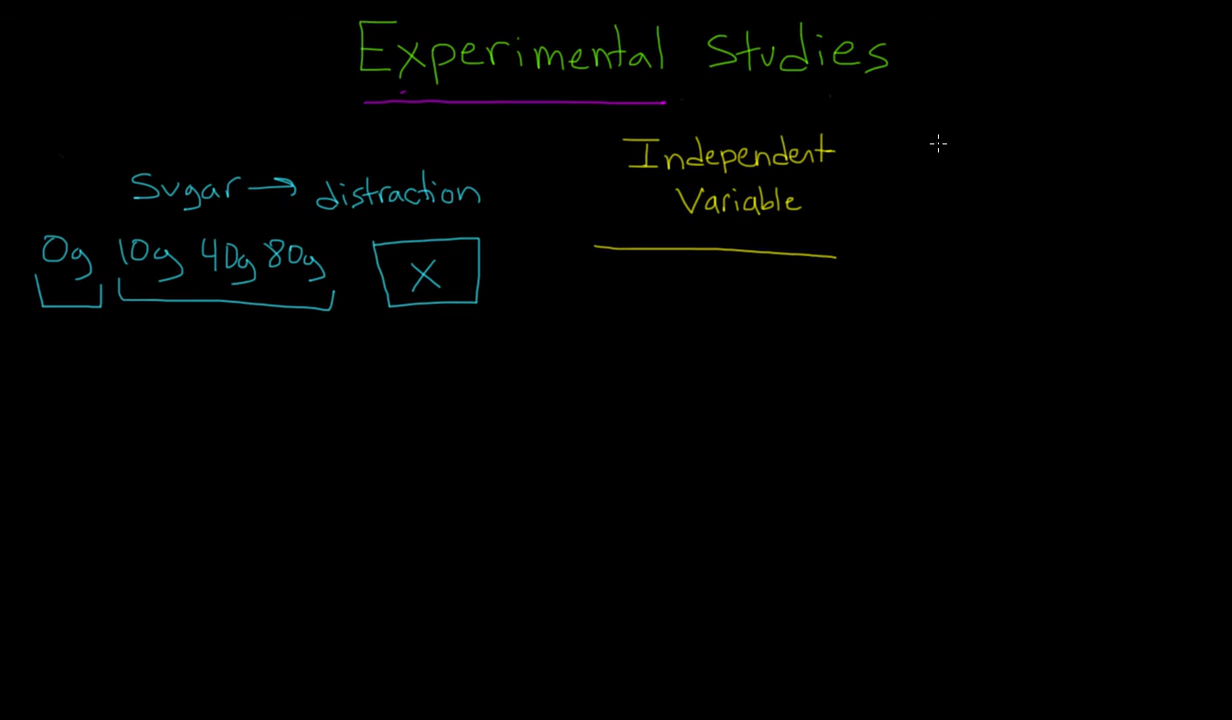 Experimental Studies
Independent
Variable
Sugar → distraction
0g 10g 40g 80g X